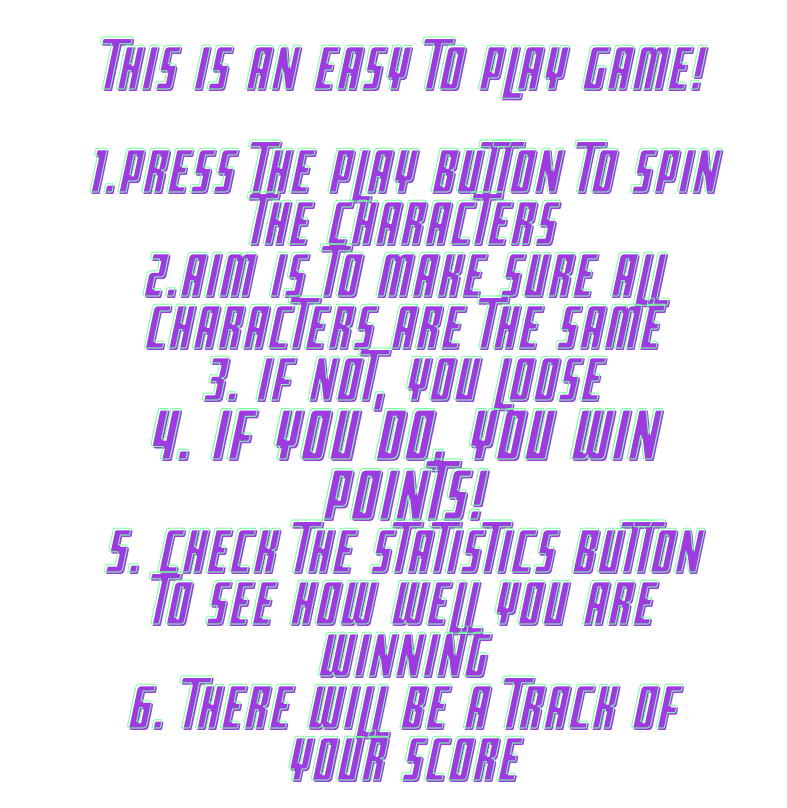 THIS IS AN EASY TO PLAY GAME!
1.PRESS THE PLAY BUTTON TO SPIN
THE CHARACTERS
2.AIM IS TO MAKE SURE ALL
CHARACTERS ARE THE SAME
3. IF NOT, YOU LOOSE
4. IF YOU DO, YOU WIN
POINTS!
5. CHECK THE STATISTICS BUTTON
TO SEE HOW WELL YOU ARE
WINNING
6. THERE WILL BE A TRACK OF
YOUR SCORE